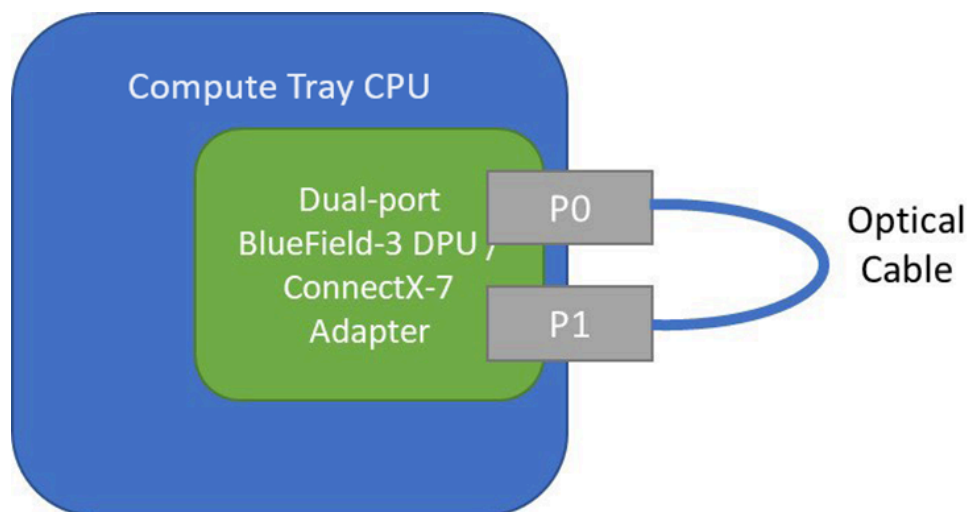 Compute Tray CPU
Dual-port
BlueField-3 DPU /
ConnectX-7
Adapter
P0
P1
Optical
Cable